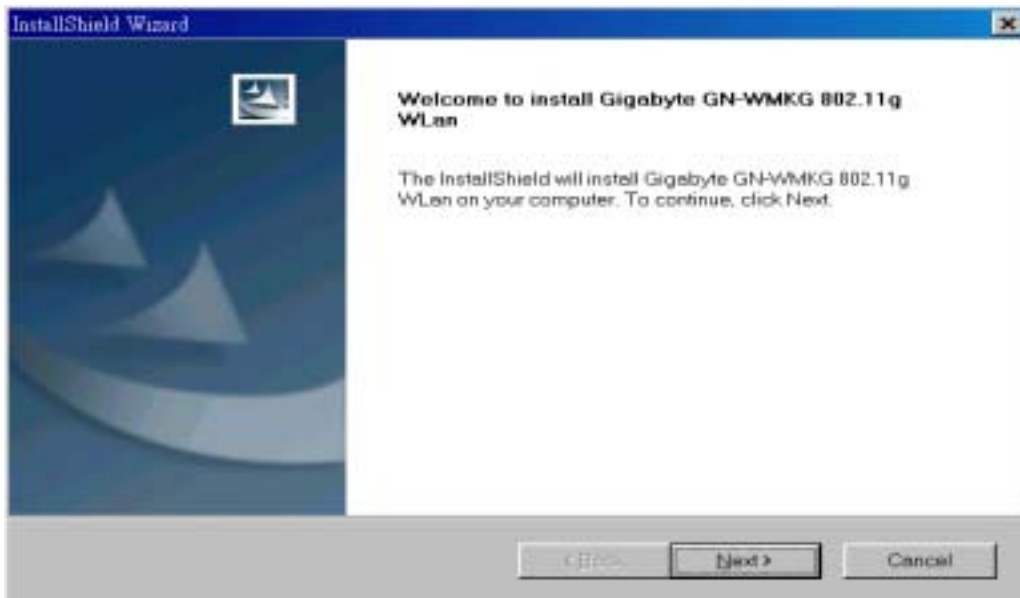 InstallShield Wizard
Welcome to install Gigabyte GN-WMKG 802.11g
WLan
The InstallShield will install Gigabyte GN-WMKG 802.11g
WLan on your computer. To continue, click Next.
< Back
Next >
Cancel